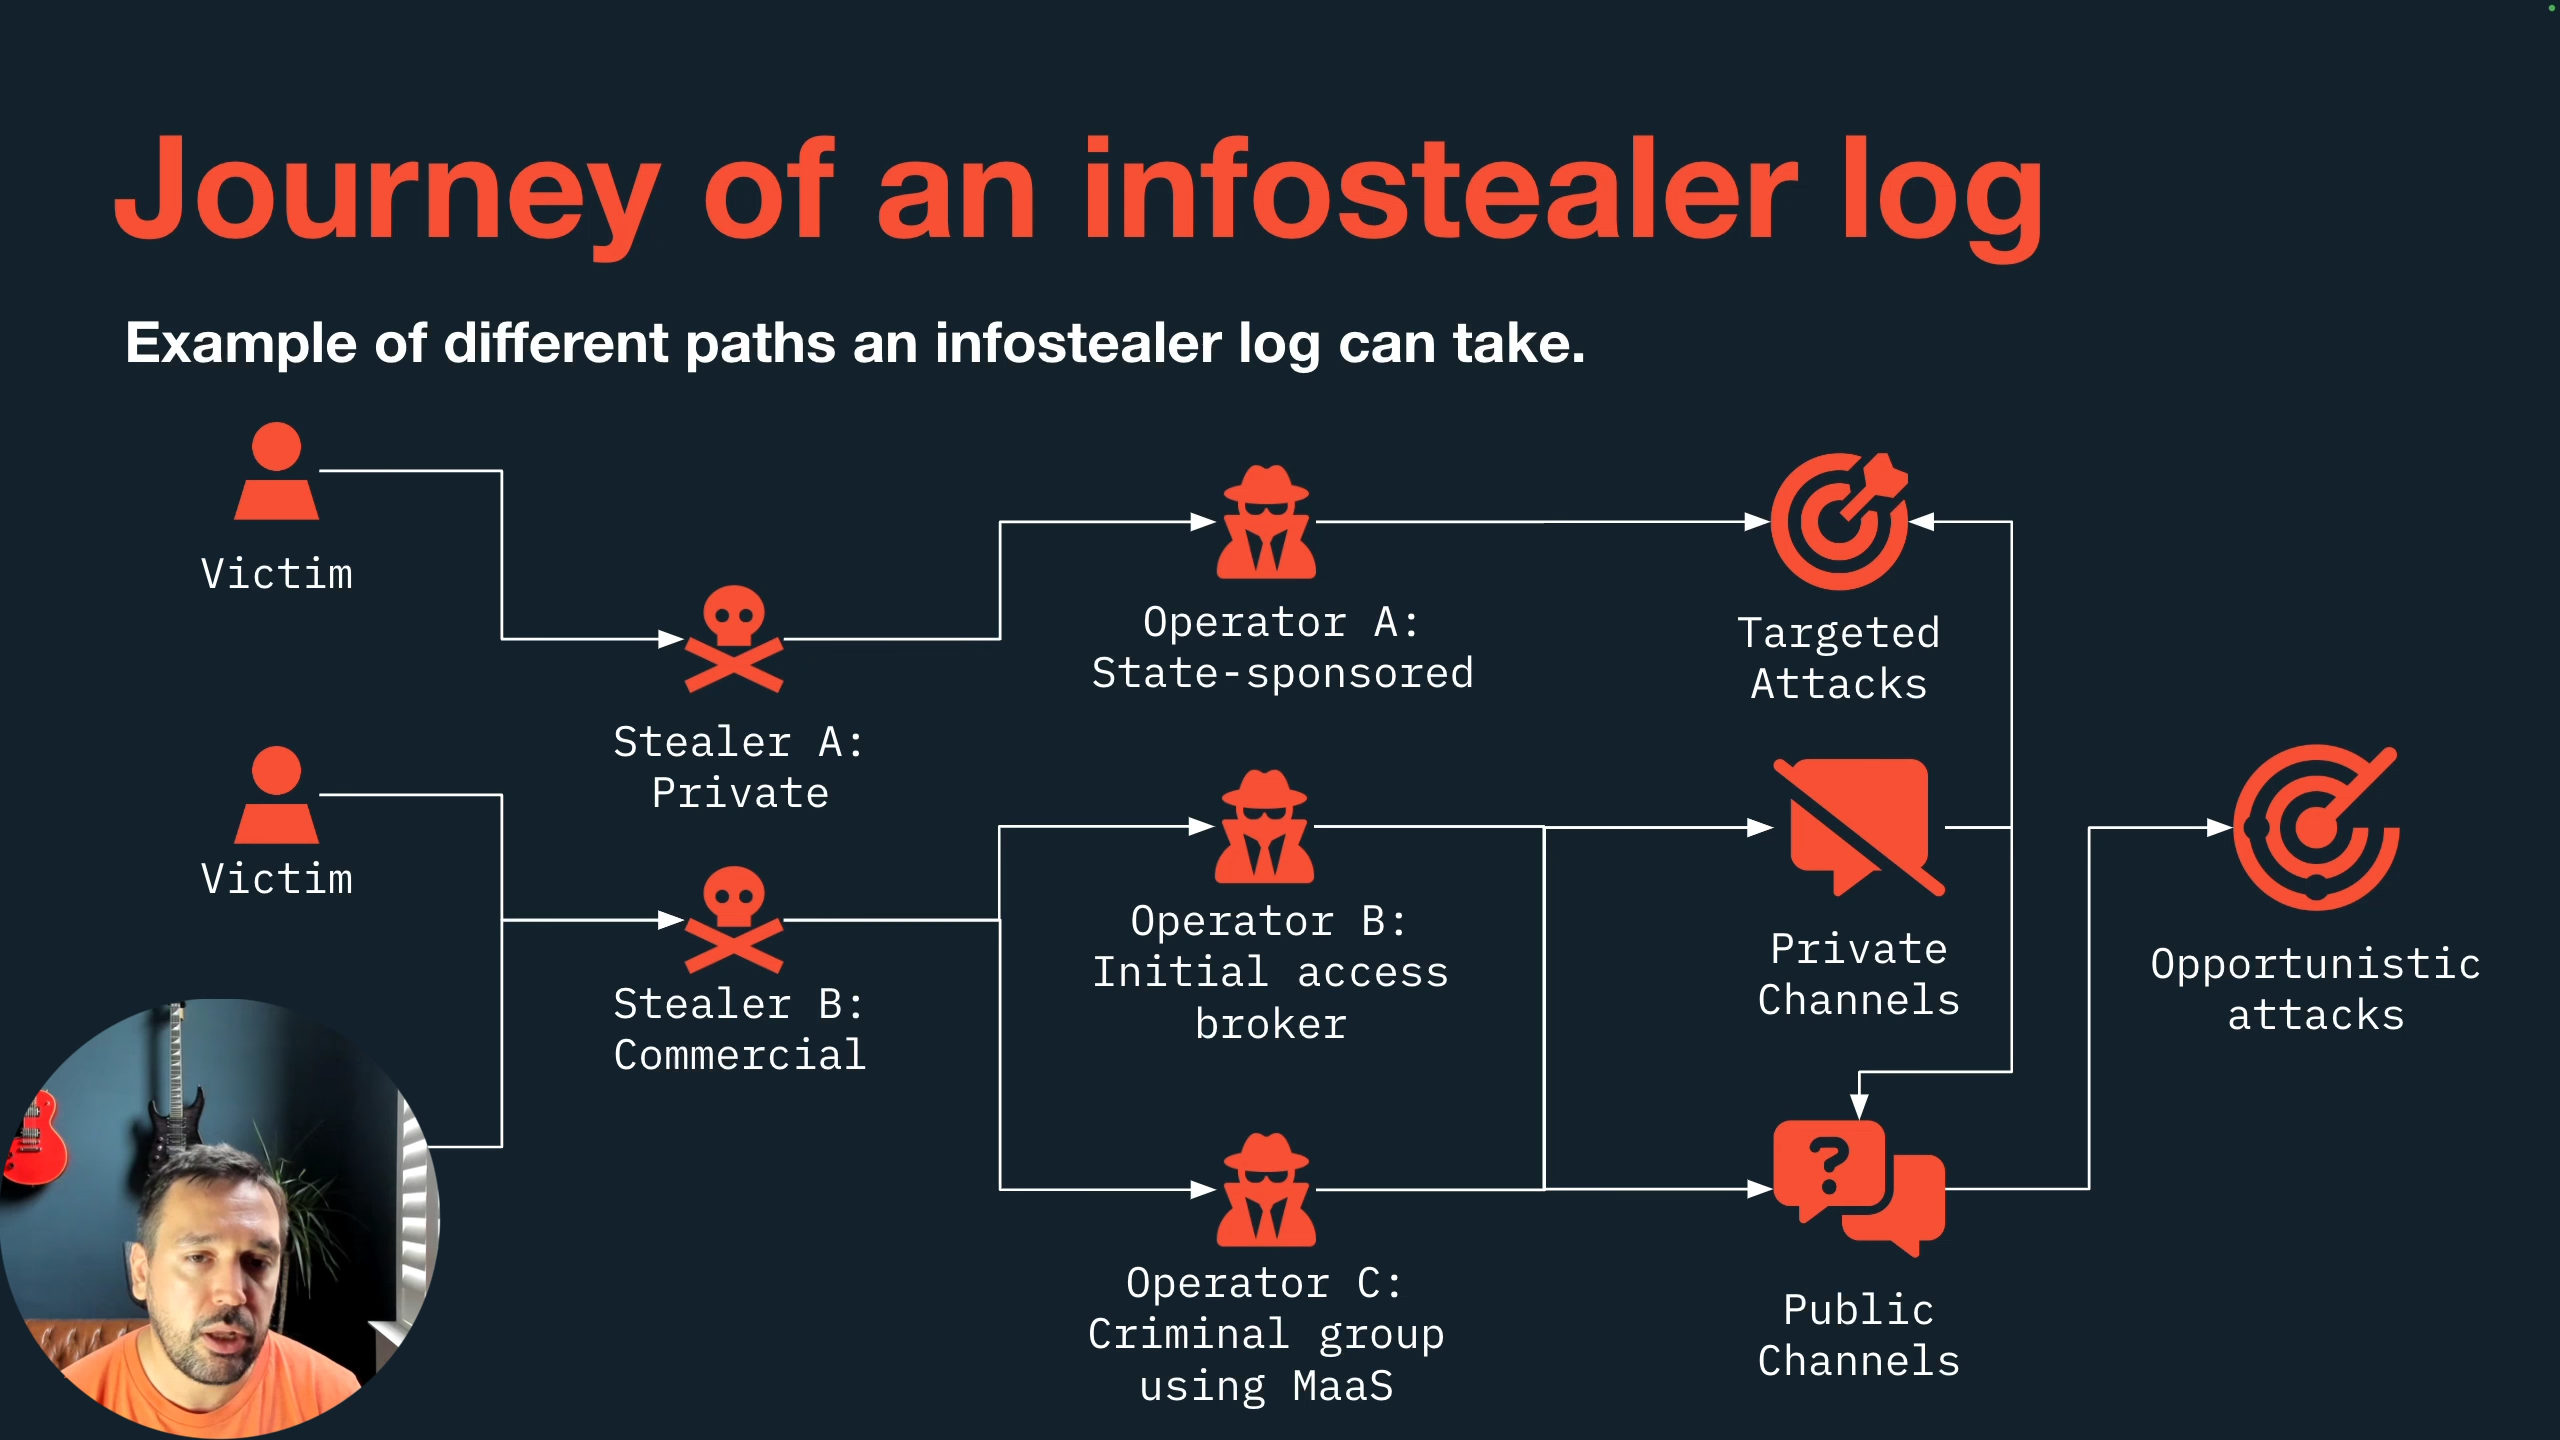 Journey of an infostealer log
Example of different paths an infostealer log can take.
Victim
Victim
Stealer A:
Private
Stealer B:
Commercial
Operator A:
State-sponsored
Operator B:
Initial access
broker
Operator C:
Criminal group
using MaaS
Targeted
Attacks
Private
Channels
?
Public
Channels
Opportunistic
attacks